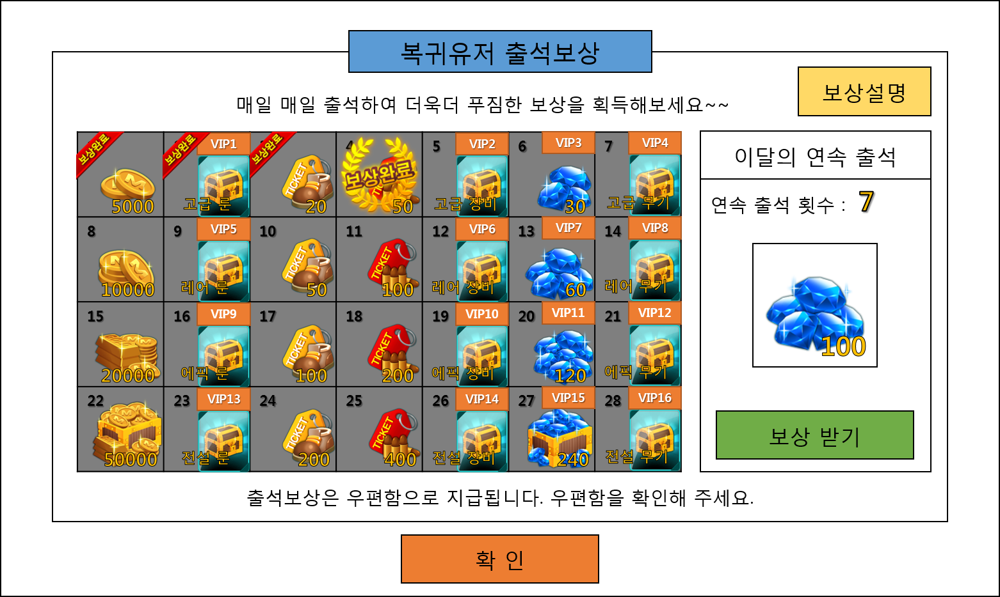 복귀유저 출석보상
보상설명
매일 매일 출석하여 더욱더 푸짐한 보상을 획득해보세요~~
보상완료 5000
보상완료 VIP1 고급 룬
보상완료 TICKET 20
4 보상완료 50
5 VIP2 고급 장비
6 VIP3 30
7 VIP4 고급 무기
8 10000
9 VIP5 레어 룬
10 TICKET 50
11 TICKET 100
12 VIP6 레어 장비
13 VIP7 60
14 VIP8 레어 무기
15 20000
16 VIP9 에픽 룬
17 TICKET 100
18 TICKET 200
19 VIP10 에픽 장비
20 VIP11 120
21 VIP12 에픽 무기
22 50000
23 VIP13 전설 룬
24 TICKET 200
25 TICKET 400
26 VIP14 전설 장비
27 VIP15 240
28 VIP16 전설 무기
이달의 연속 출석
연속 출석 횟수 : 7
100
보상 받기
출석보상은 우편함으로 지급됩니다. 우편함을 확인해 주세요.
확 인